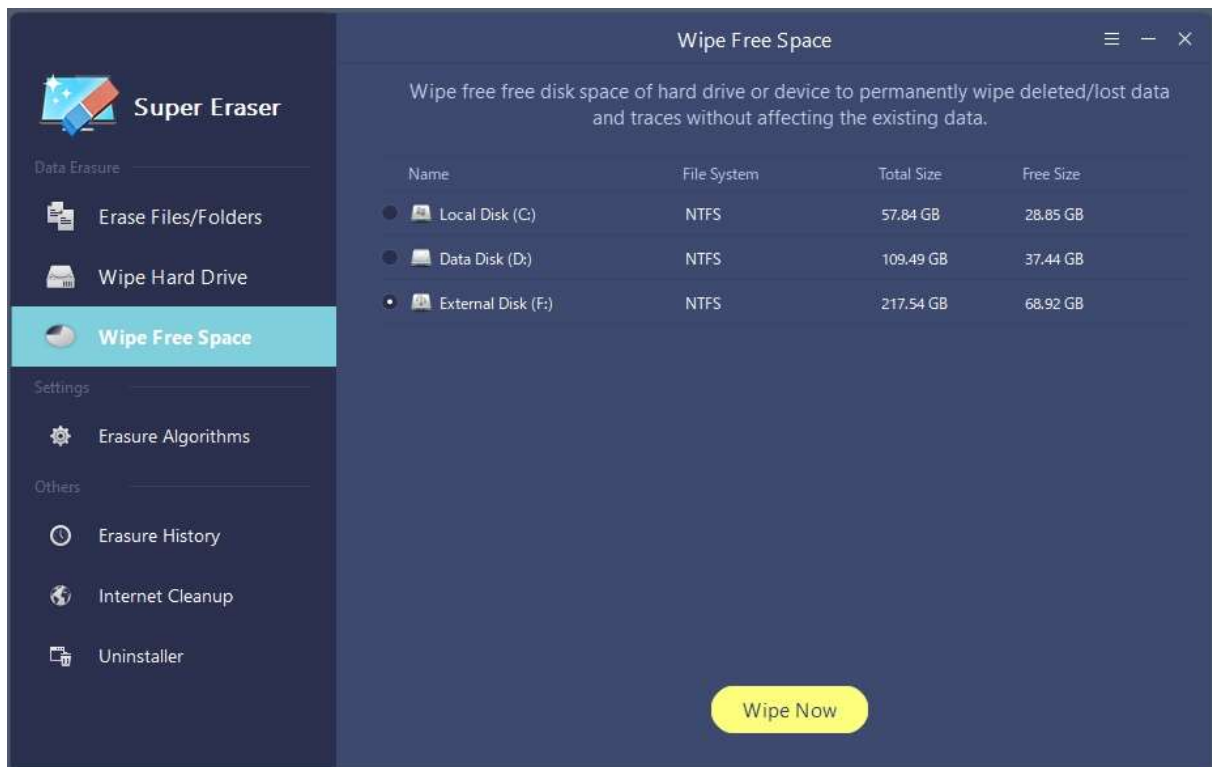 Wipe Free Space
Super Eraser
Wipe free free disk space of hard drive or device to permanently wipe deleted/lost data
and traces without affecting the existing data.
Data Erasure
Erase Files/Folders
Wipe Hard Drive
Wipe Free Space
Settings
Erasure Algorithms
Others
Erasure History
Internet Cleanup
Uninstaller
Name File System Total Size Free Size
Local Disk (C:) NTFS 57.84 GB 28.85 GB
Data Disk (D:) NTFS 109.49 GB 37.44 GB
External Disk (F:) NTFS 217.54 GB 68.92 GB
Wipe Now